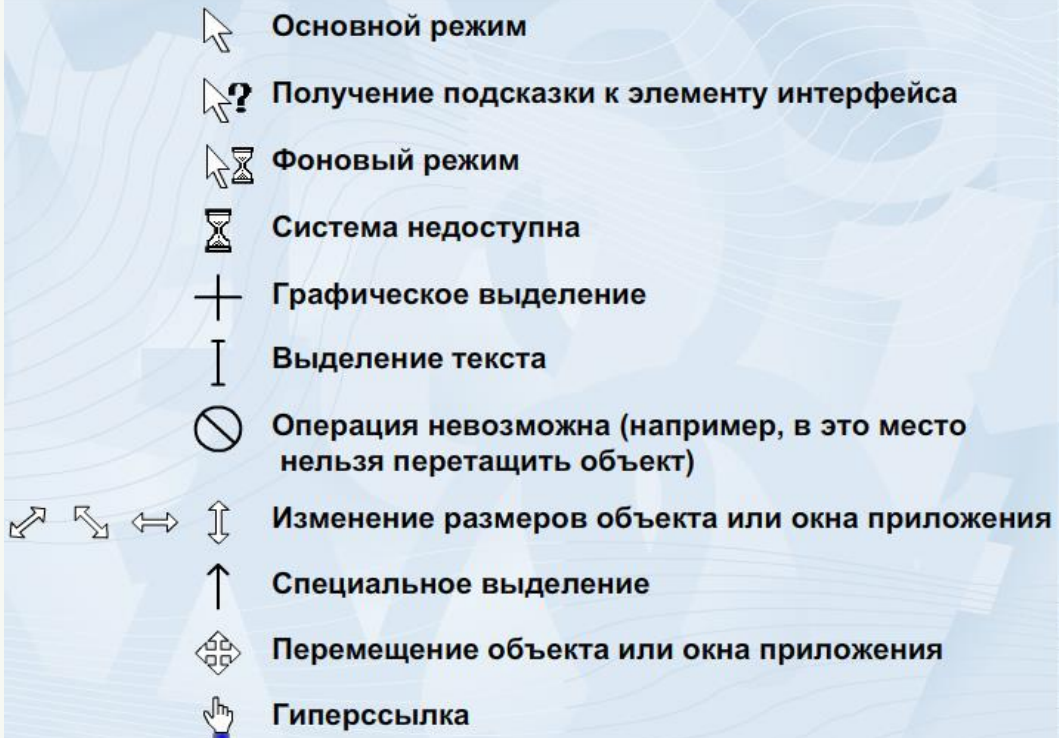 Основной режим
Получение подсказки к элементу интерфейса
Фоновый режим
Система недоступна
Графическое выделение
Выделение текста
Операция невозможна (например, в это место
нельзя перетащить объект)
Изменение размеров объекта или окна приложения
Специальное выделение
Перемещение объекта или окна приложения
Гиперссылка